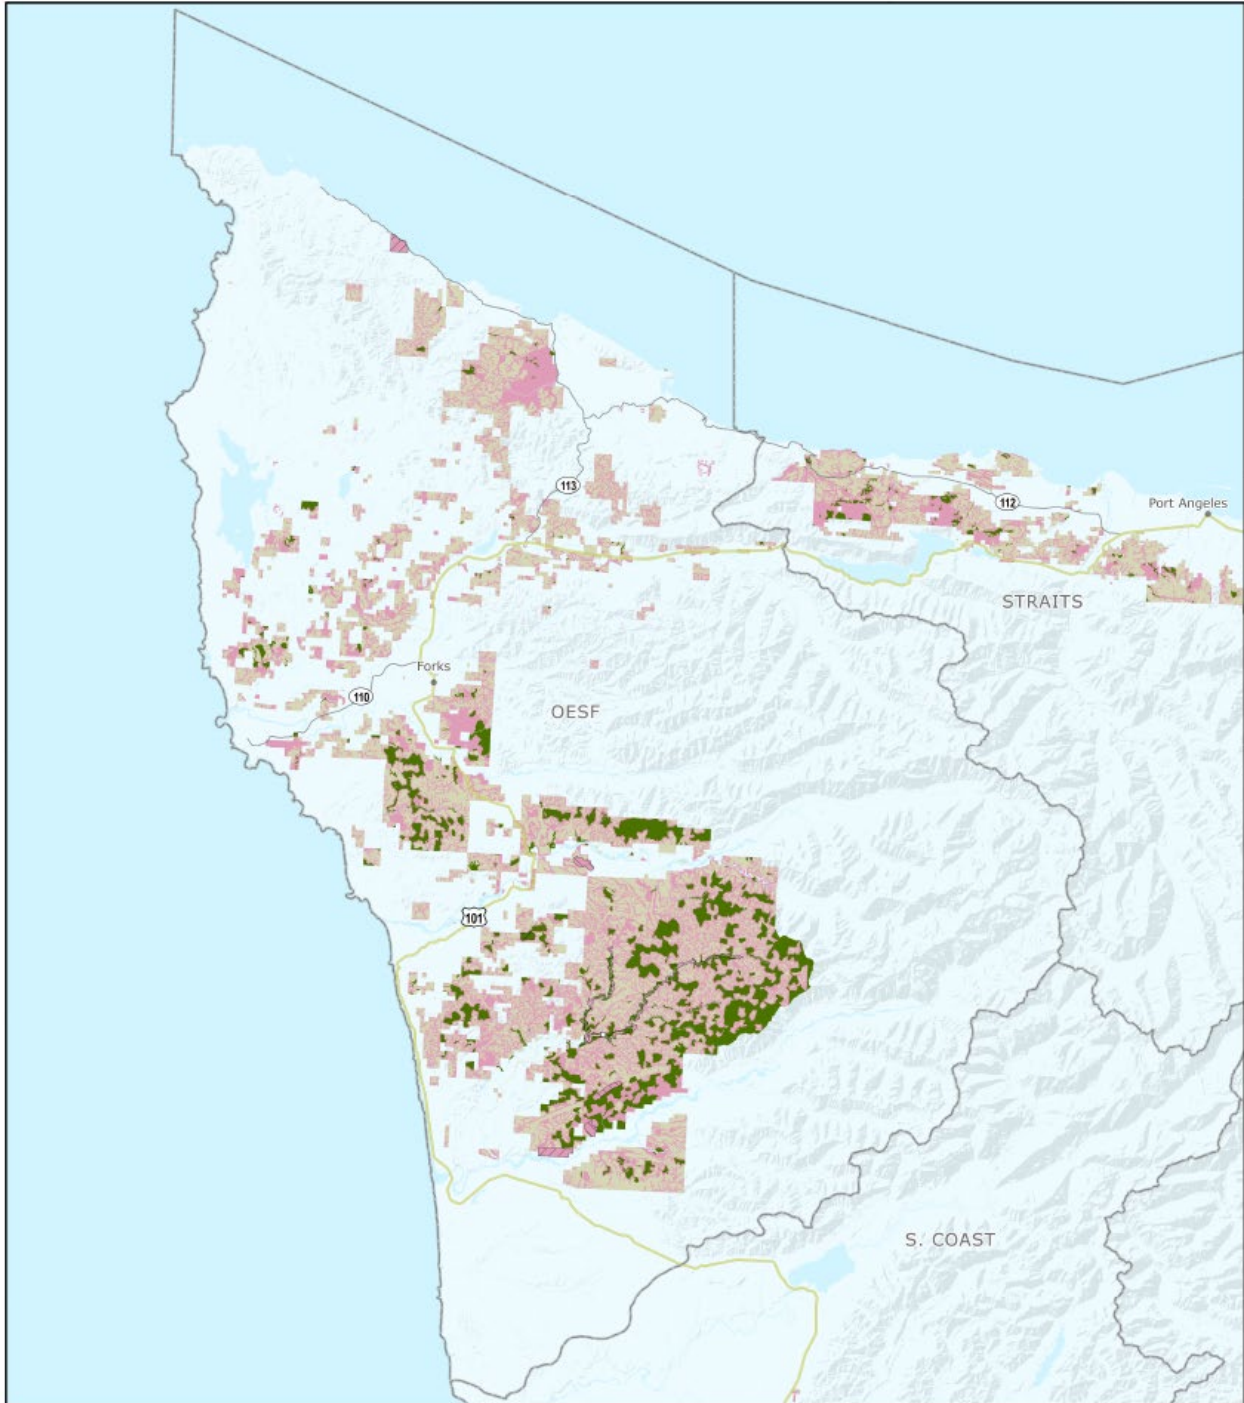 113
112
Port Angeles
STRAITS
Forks
110
OESF
101
S. COAST